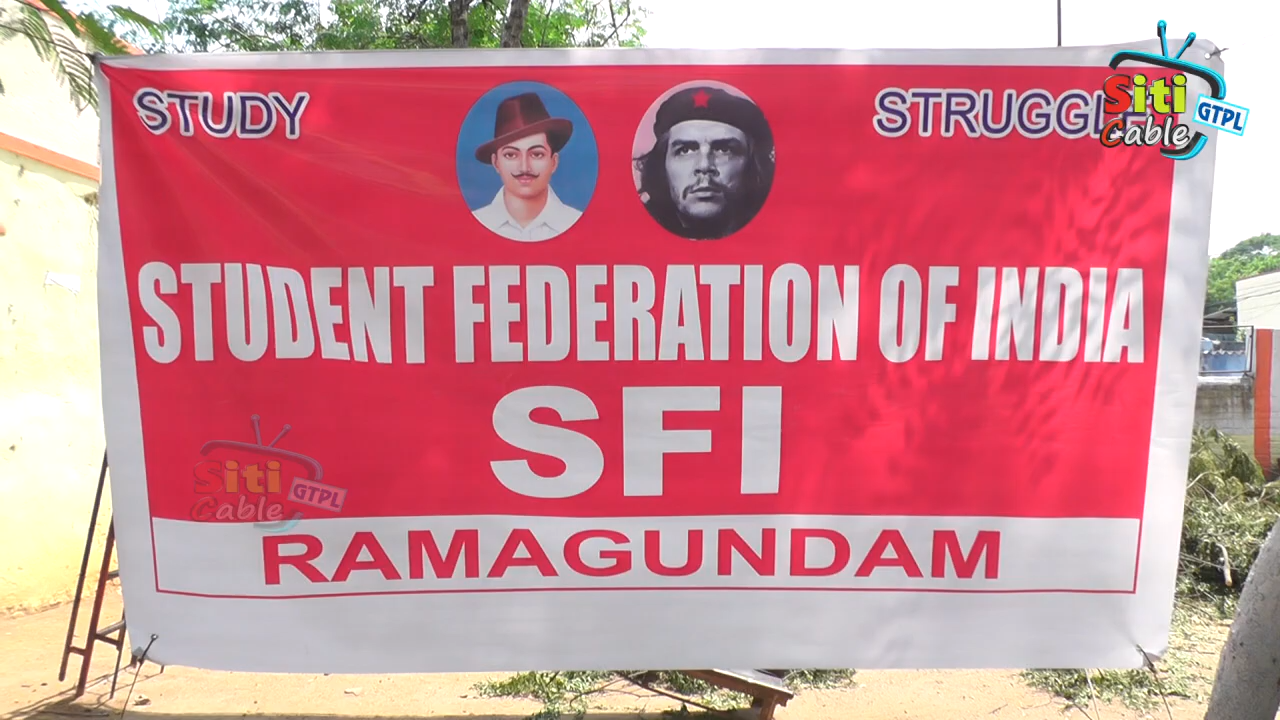 STUDY
STRUGGLE
Siti
Cable
GTPL
STUDENT FEDERATION OF INDIA
SFI
Siti
Cable
GTPL
RAMAGUNDAM